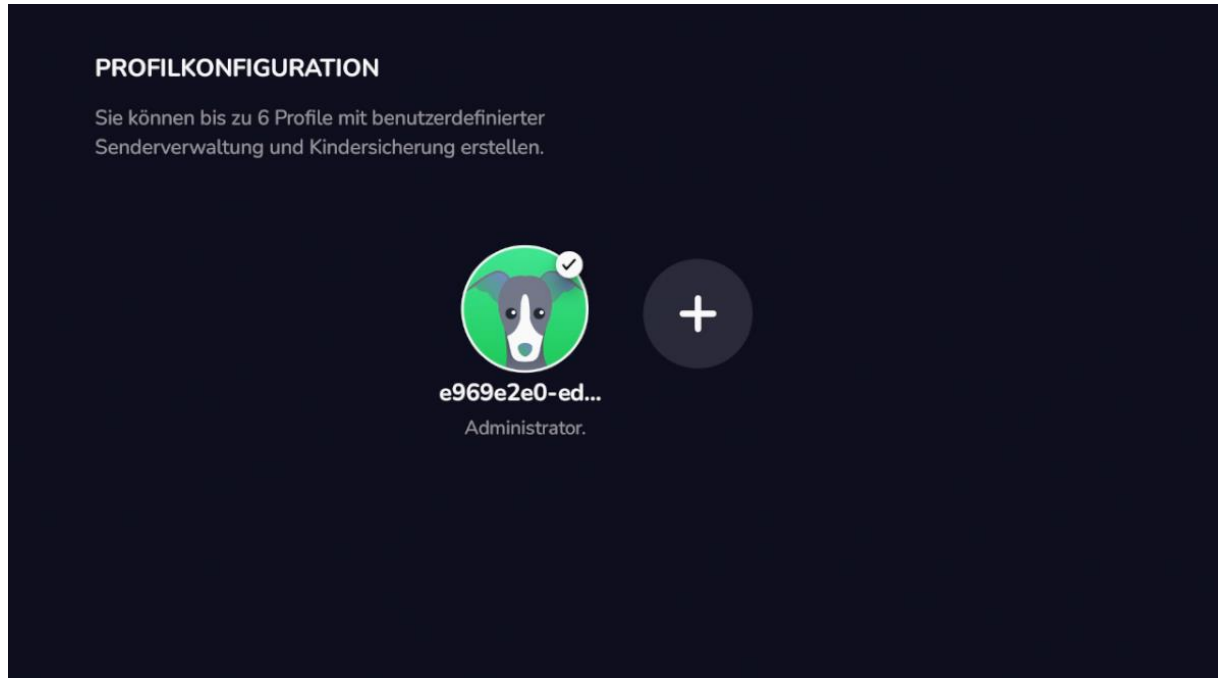 PROFILKONFIGURATION
Sie können bis zu 6 Profile mit benutzerdefinierter
Senderverwaltung und Kindersicherung erstellen.
e969e2e0-ed...
Administrator.